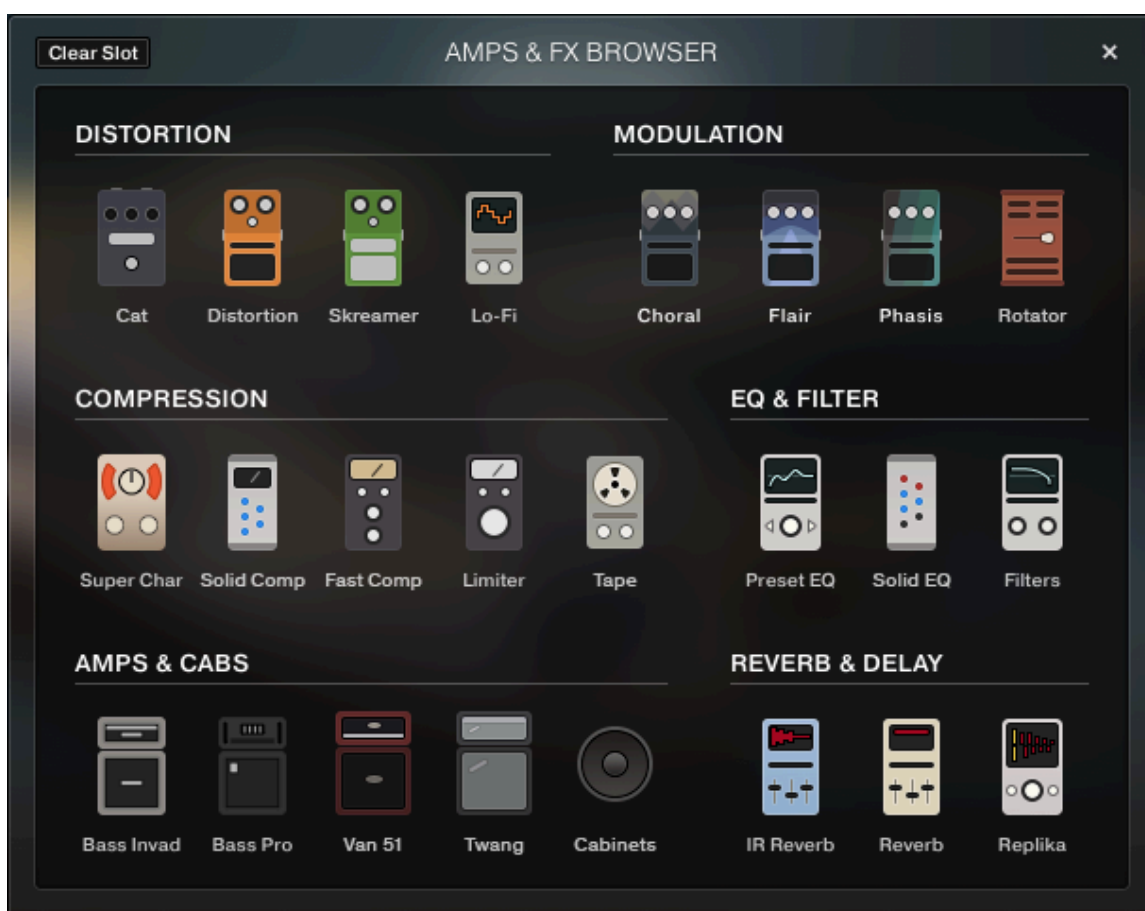 Clear Slot
AMPS & FX BROWSER
×
DISTORTION
MODULATION
Cat Distortion Skreamer Lo-Fi
Choral Flair Phasis Rotator
COMPRESSION
EQ & FILTER
Super Char Solid Comp Fast Comp Limiter Tape
Preset EQ Solid EQ Filters
AMPS & CABS
REVERB & DELAY
Bass Invad Bass Pro Van 51 Twang Cabinets
IR Reverb Reverb Replika